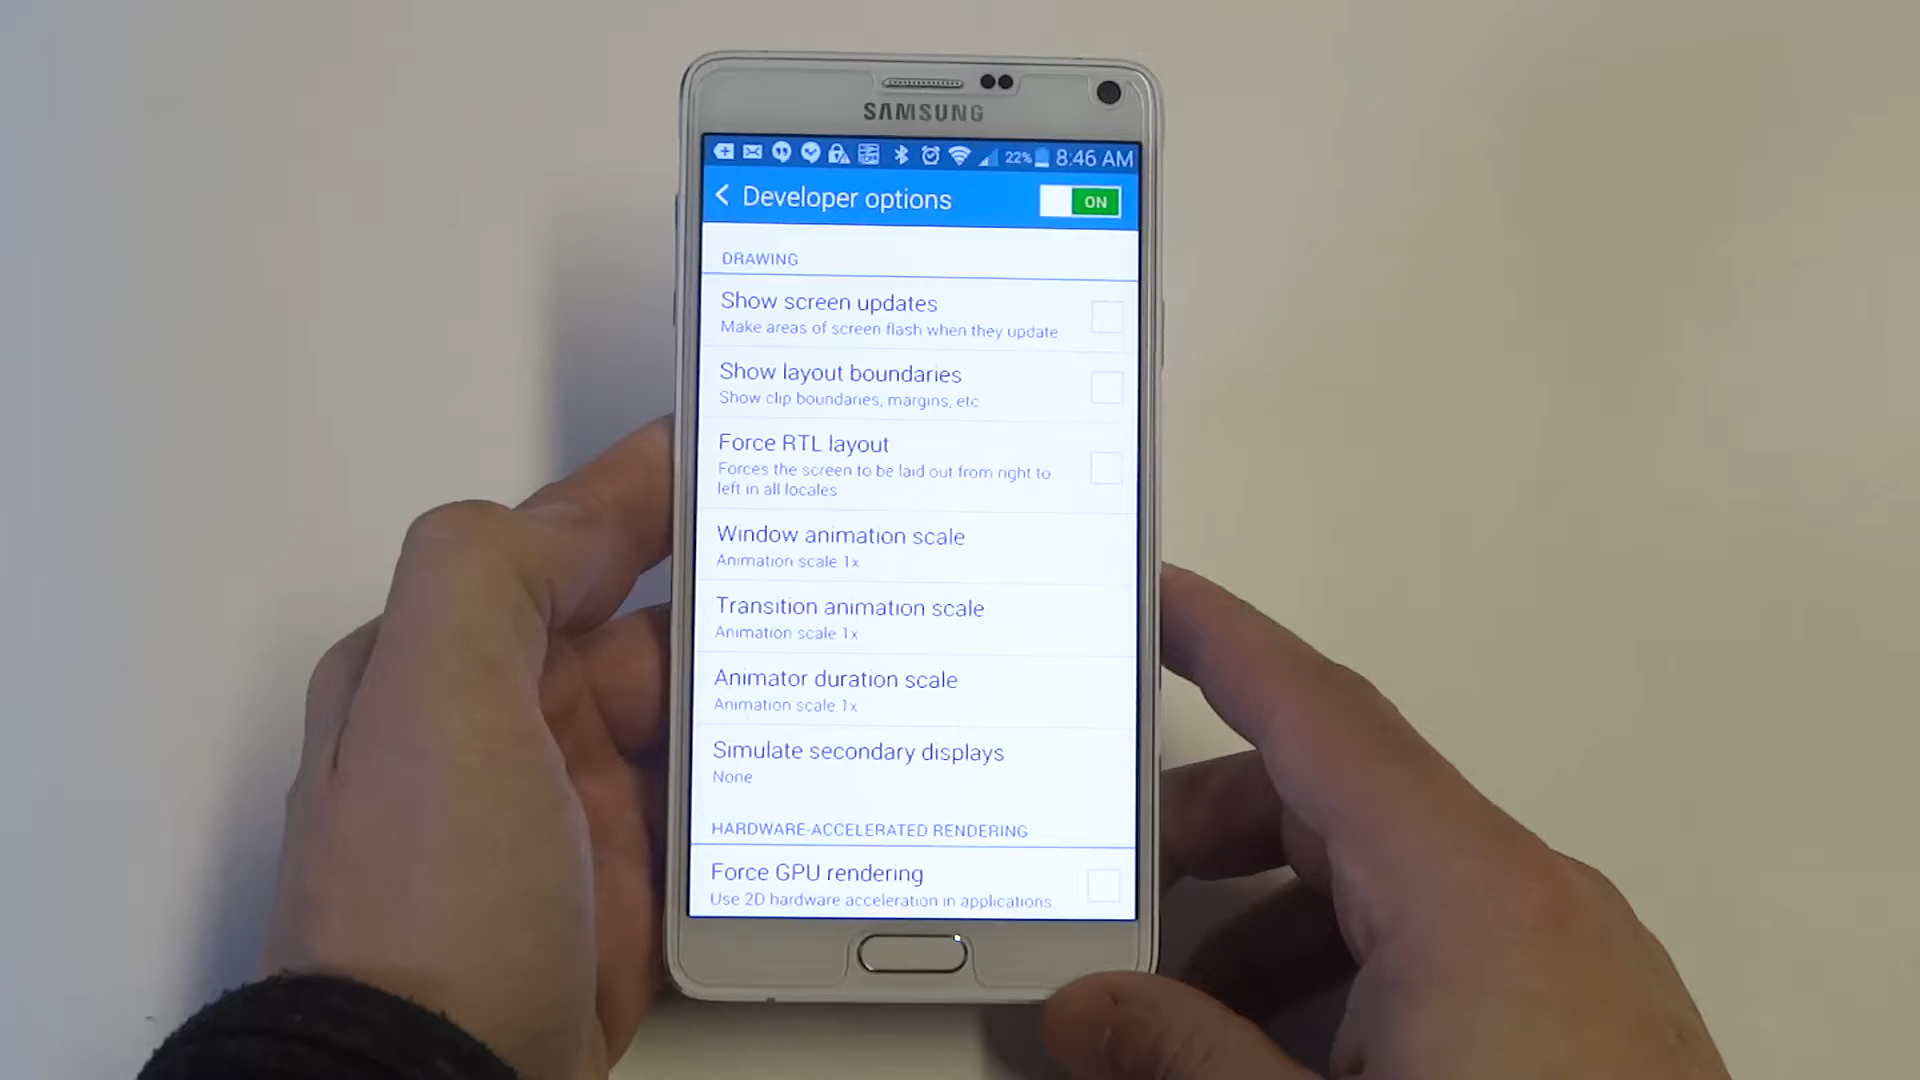 SAMSUNG
22% 8:46 AM
Developer options
ON
DRAWING
Show screen updates
Make areas of screen flash when they update
Show layout boundaries
Show clip boundaries, margins, etc
Force RTL layout
Forces the screen to be laid out from right to
left in all locales
Window animation scale
Animation scale 1x
Transition animation scale
Animation scale 1x
Animator duration scale
Animation scale 1x
Simulate secondary displays
None
HARDWARE-ACCELERATED RENDERING
Force GPU rendering
Use 2D hardware acceleration in applications